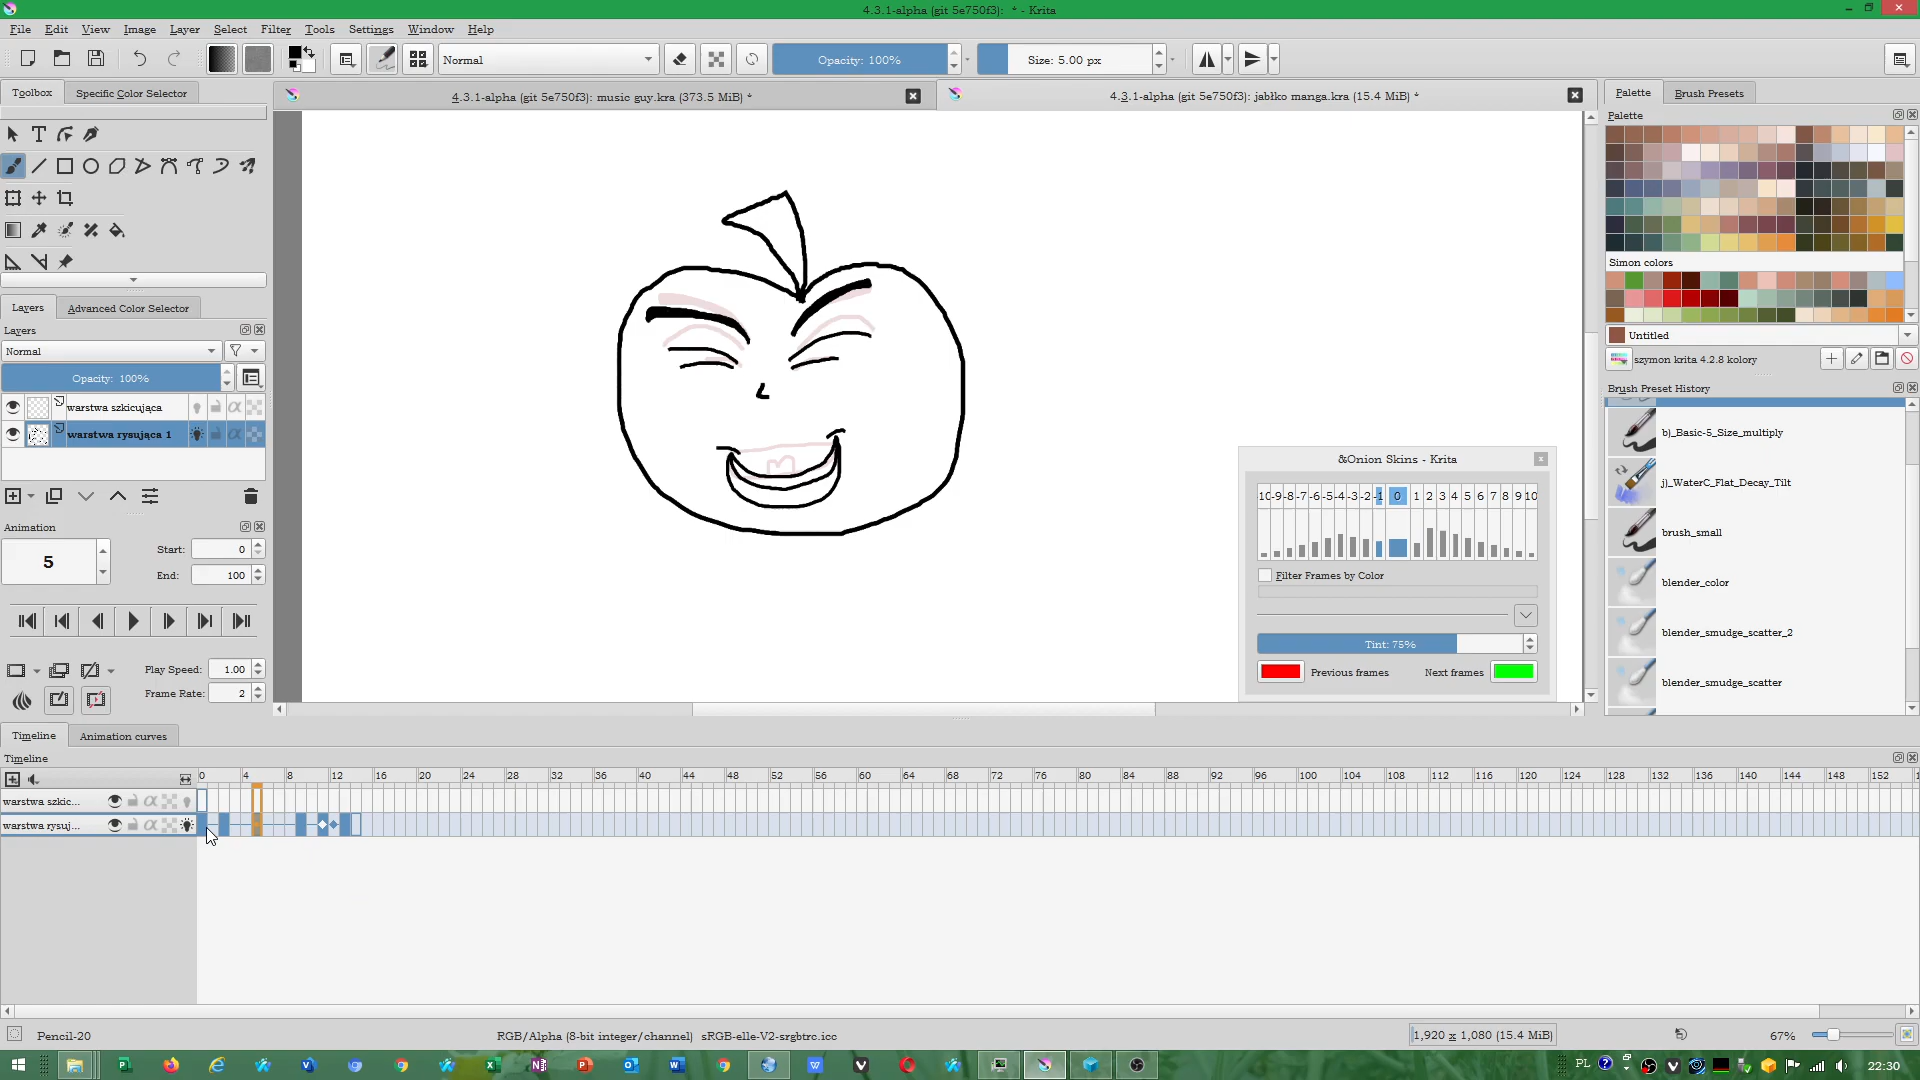 4.3.1-alpha (git 5e750f3):  * - Krita
File Edit View Image Layer Select Filter Tools Settings Window Help
Normal
Opacity: 100%
Size: 5.00 px
Toolbox
Specific Color Selector
4.3.1-alpha (git 5e750f3): music guy.kra (373.5 MiB) *
4.3.1-alpha (git 5e750f3): jabłko manga.kra (15.4 MiB) *
Palette
Brush Presets
Palette
Simon colors
Untitled
szymon krita 4.2.8 kolory
Layers
Advanced Color Selector
Layers
Normal
Opacity: 100%
warstwa szkicująca
warstwa rysująca 1
Brush Preset History
b)_Basic-5_Size_multiply
j)_WaterC_Flat_Decay_Tilt
brush_small
blender_color
blender_smudge_scatter_2
blender_smudge_scatter
&Onion Skins - Krita
10 -9 -8 -7 -6 -5 -4 -3 -2 -1 0 1 2 3 4 5 6 7 8 9 10
Filter Frames by Color
Tint: 75%
Previous frames
Next frames
Animation
5
Start: 0
End: 100
Play Speed: 1.00
Frame Rate: 2
Timeline
Animation curves
Timeline
0 4 8 12 16 20 24 28 32 36 40 44 48 52 56 60 64 68 72 76 80 84 88 92 96 100 104 108 112 116 120 124 128 132 136 140 144 148 152
warstwa szkic...
warstwa rysuj...
Pencil-20
RGB/Alpha (8-bit integer/channel)  sRGB-elle-V2-srgbtrc.icc
1,920 x 1,080 (15.4 MiB)
67%
PL
22:30